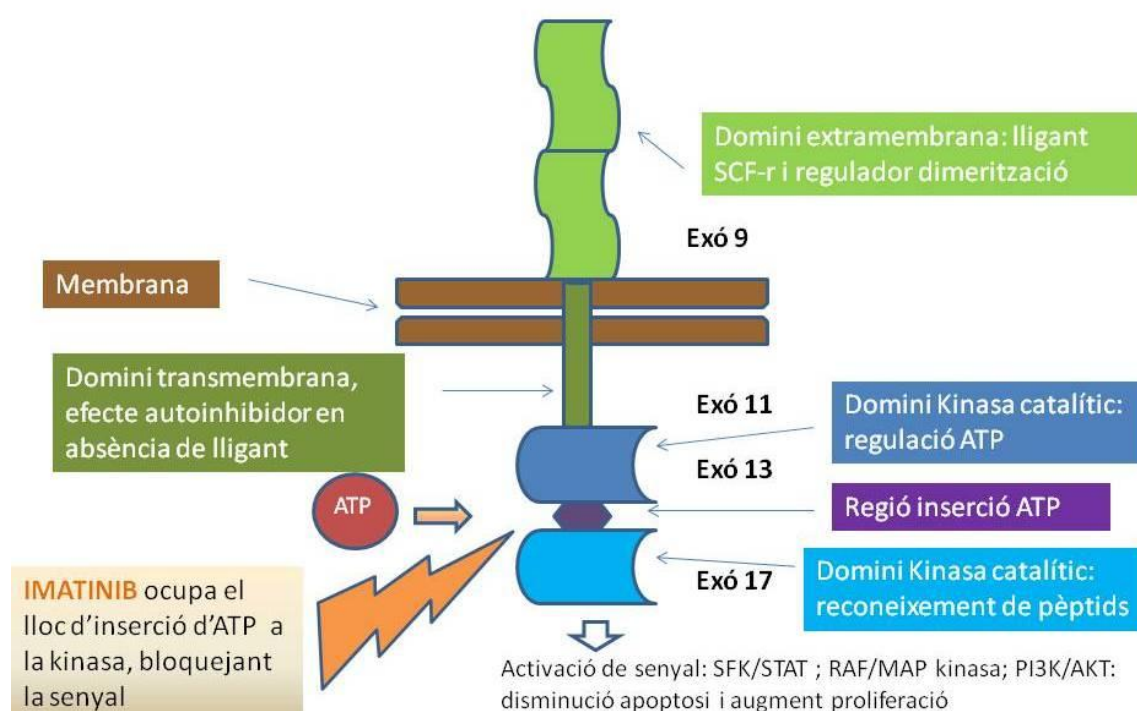 Domini extramembrana: lligant
SCF-r i regulador dimerització
Exó 9
Membrana
Domini transmembrana,
efecte autoinhibidor en
absència de lligant
Exó 11
Domini Kinasa catalític:
regulació ATP
Exó 13
ATP
Regió inserció ATP
Exó 17
Domini Kinasa catalític:
reconeixement de pèptids
IMATINIB ocupa el
lloc d'inserció d'ATP a
la kinasa, bloquejant
la senyal
Activació de senyal: SFK/STAT ; RAF/MAP kinasa; PI3K/AKT:
disminució apoptosi i augment proliferació